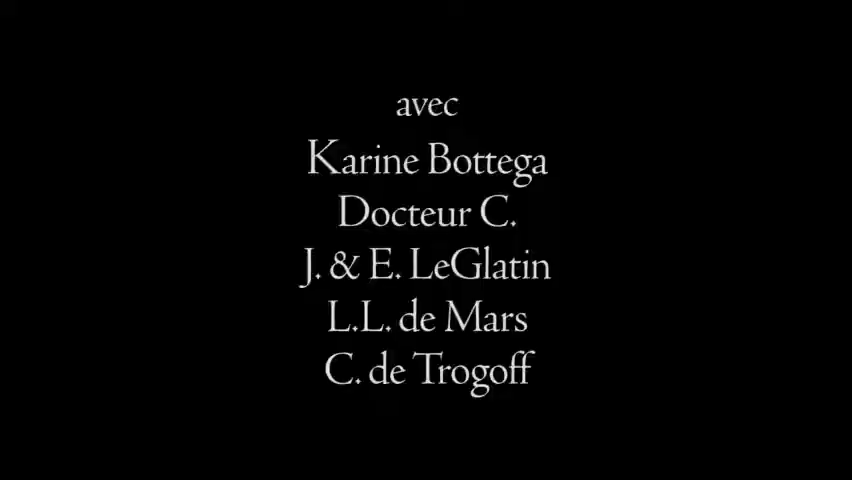 avec
Karine Bottega
Docteur C.
J. & E. LeGlatin
L.L. de Mars
C. de Trogoff